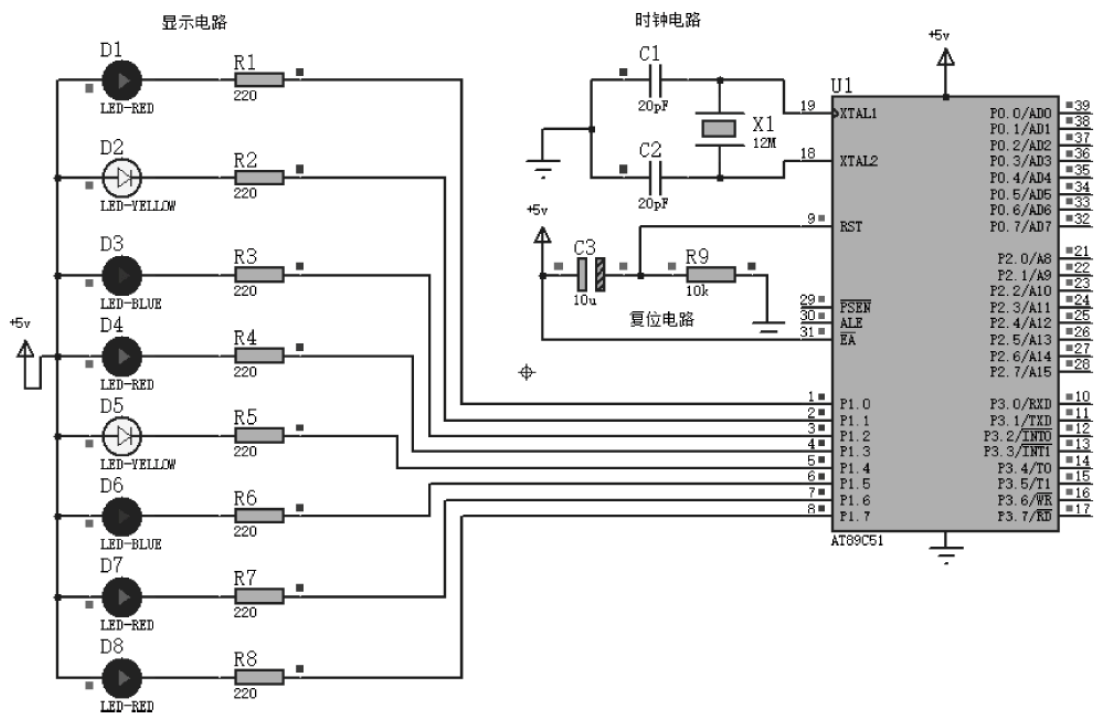 显示电路
D1
R1
220
LED-RED
D2
R2
220
LED-YELLOW
D3
R3
220
LED-BLUE
+5v
D4
R4
220
LED-RED
D5
R5
220
LED-YELLOW
D6
R6
220
LED-BLUE
D7
R7
220
LED-RED
D8
R8
220
LED-RED
时钟电路
C1
20pF
X1
12M
C2
20pF
+5v
C3
10u
R9
10k
复位电路
+5v
U1
19 XTAL1
18 XTAL2
9 RST
29 PSEN
30 ALE
31 EA
1 P1.0
2 P1.1
3 P1.2
4 P1.3
5 P1.4
6 P1.5
7 P1.6
8 P1.7
P0.0/AD0 39
P0.1/AD1 38
P0.2/AD2 37
P0.3/AD3 36
P0.4/AD4 35
P0.5/AD5 34
P0.6/AD6 33
P0.7/AD7 32
P2.0/A8 21
P2.1/A9 22
P2.2/A10 23
P2.3/A11 24
P2.4/A12 25
P2.5/A13 26
P2.6/A14 27
P2.7/A15 28
P3.0/RXD 10
P3.1/TXD 11
P3.2/INT0 12
P3.3/INT1 13
P3.4/T0 14
P3.5/T1 15
P3.6/WR 16
P3.7/RD 17
AT89C51